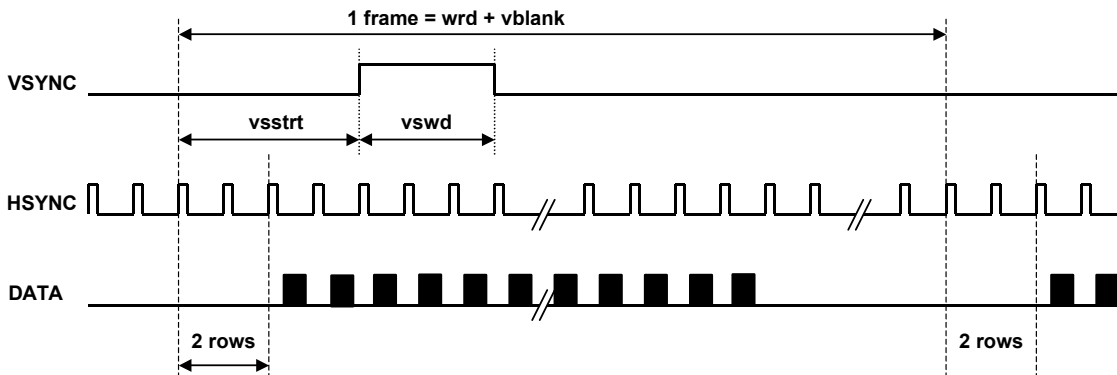 1 frame = wrd + vblank
VSYNC
vsstrt
vswd
HSYNC
DATA
2 rows
2 rows